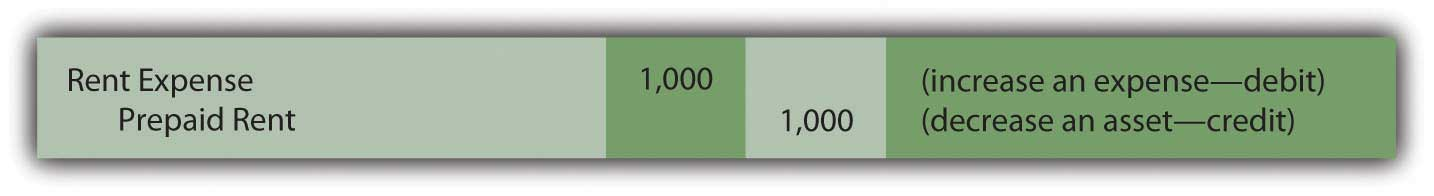 Rent Expense 1,000 (increase an expense—debit)
Prepaid Rent 1,000 (decrease an asset—credit)